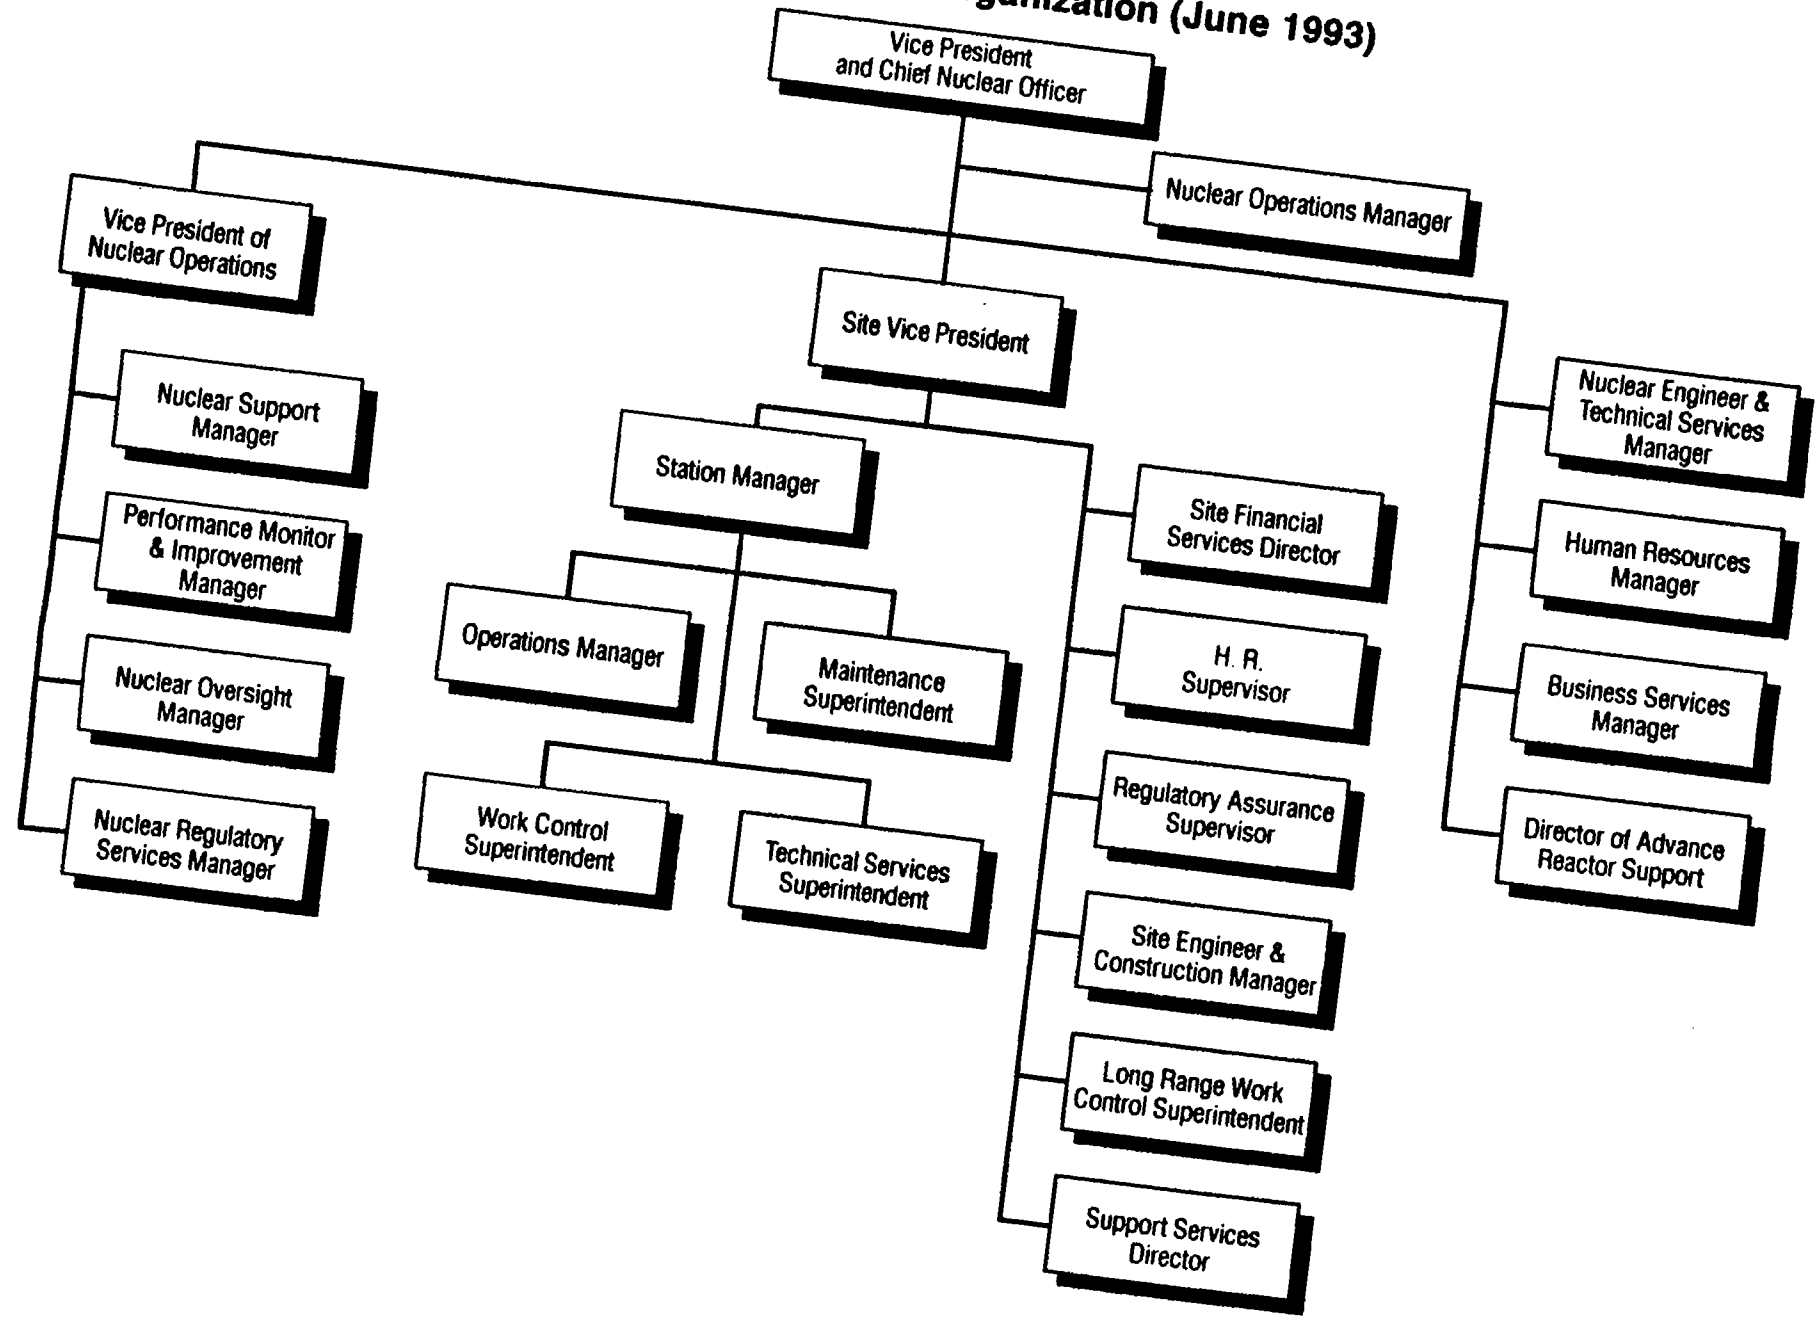 (June 1993)
Vice President
and Chief Nuclear Officer
Nuclear Operations Manager
Vice President of
Nuclear Operations
Site Vice President
Nuclear Support
Manager
Performance Monitor
& Improvement
Manager
Nuclear Oversight
Manager
Nuclear Regulatory
Services Manager
Station Manager
Operations Manager
Maintenance
Superintendent
Work Control
Superintendent
Technical Services
Superintendent
Site Financial
Services Director
H. R.
Supervisor
Regulatory Assurance
Supervisor
Site Engineer &
Construction Manager
Long Range Work
Control Superintendent
Support Services
Director
Nuclear Engineer &
Technical Services
Manager
Human Resources
Manager
Business Services
Manager
Director of Advance
Reactor Support